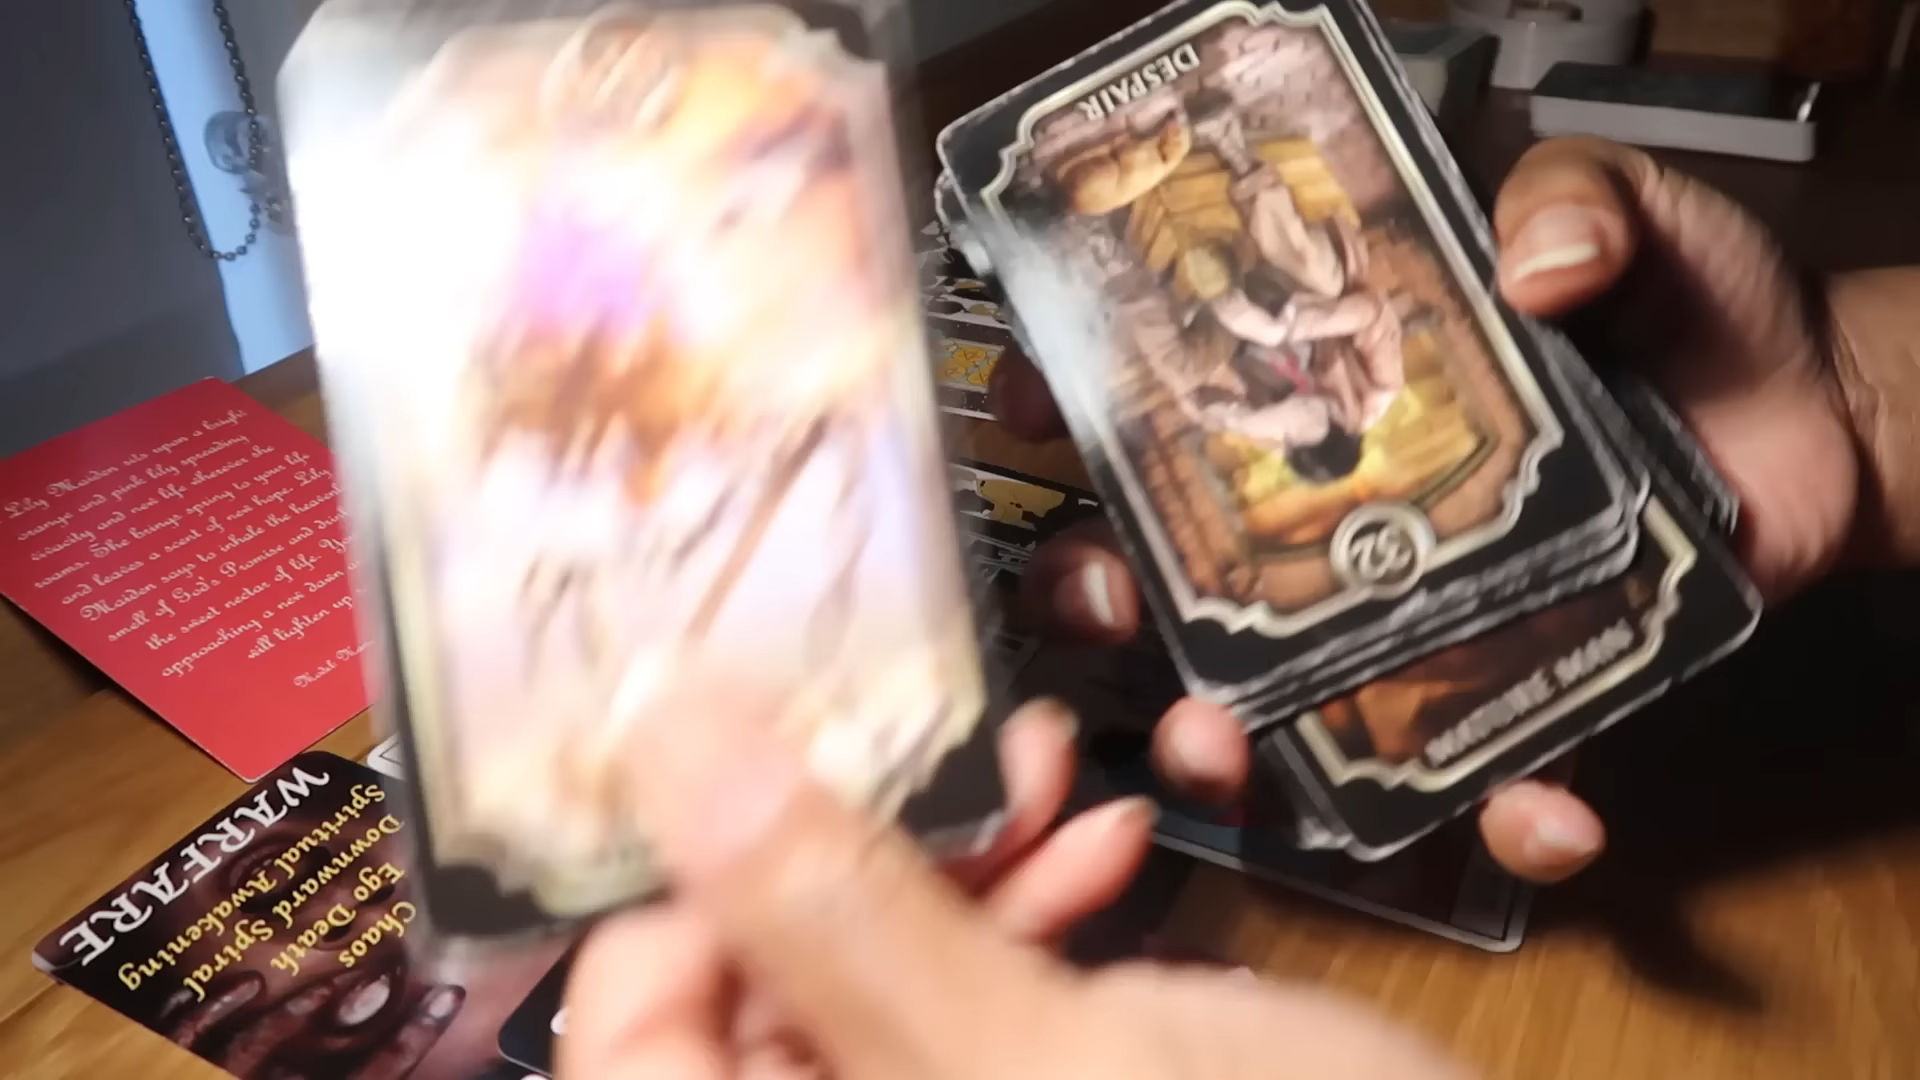 Lily Maiden sits upon a bright
orange and pink lily spreading
vivacity and new life wherever she
roams. She brings spring to your life
and leaves a scent of new hope. Lily
Maiden says to inhale the heaven
smell of God's Promise and drink
the sweet nectar of life. You
approaching a new dawn
will lighten up
WARFARE
Spiritual Awakening
Downward Spiral
Ego Death
Chaos
DESPAIR
32
MATURE MAN